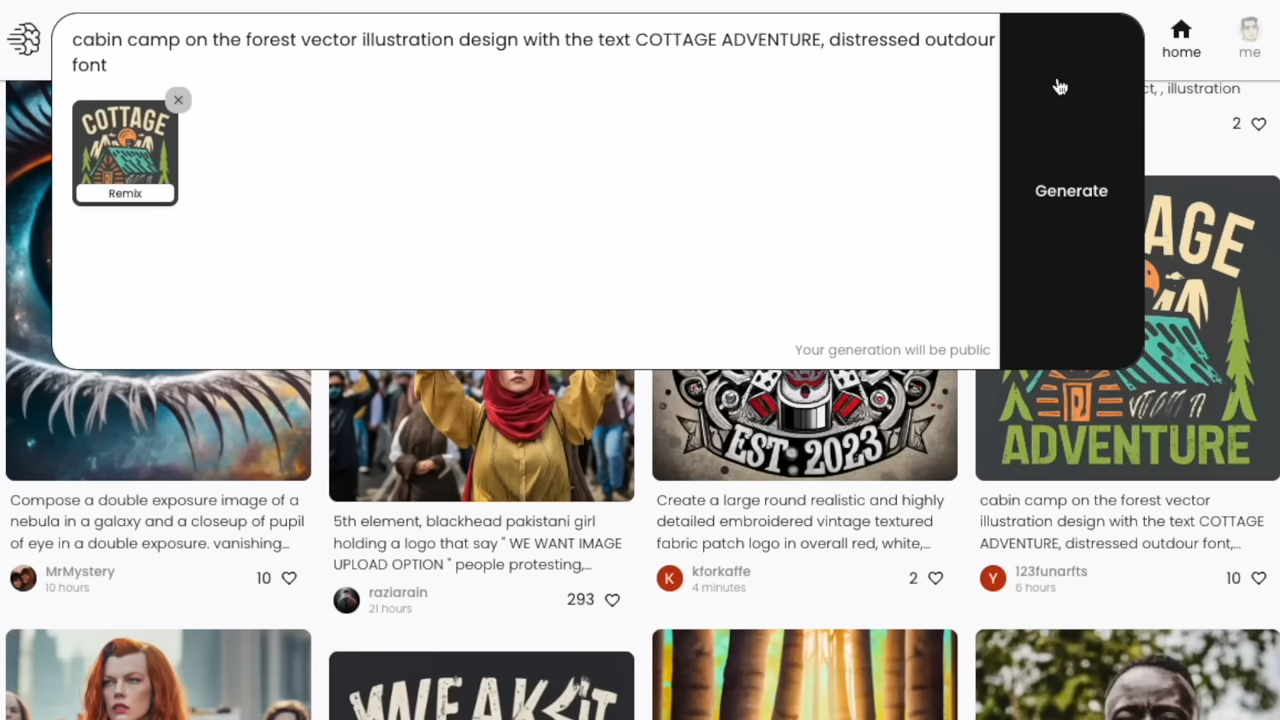 cabin camp on the forest vector illustration design with the text COTTAGE ADVENTURE, distressed outdour
font
COTTAGE
Remix
Generate
Your generation will be public
home
me
ct, , illustration
2
AGE
ADVENTURE
EST. 2023
Compose a double exposure image of a
nebula in a galaxy and a closeup of pupil
of eye in a double exposure. vanishing...
MrMystery
10 hours
10
5th element, blackhead pakistani girl
holding a logo that say " WE WANT IMAGE
UPLOAD OPTION " people protesting,...
raziarain
21 hours
293
Create a large round realistic and highly
detailed embroidered vintage textured
fabric patch logo in overall red, white,...
K
kforkaffe
4 minutes
2
cabin camp on the forest vector
illustration design with the text COTTAGE
ADVENTURE, distressed outdour font,...
Y
123funarfts
6 hours
10